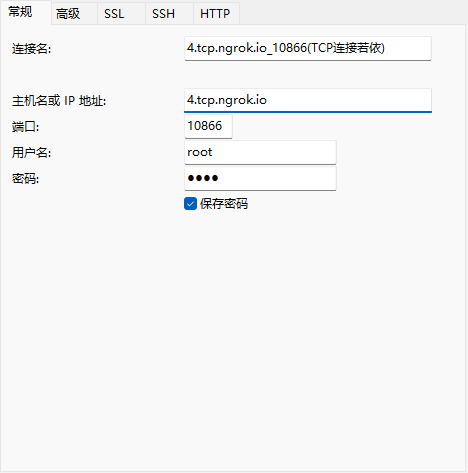 常规 高级 SSL SSH HTTP
连接名: 4.tcp.ngrok.io_10866(TCP连接若依)
主机名或 IP 地址: 4.tcp.ngrok.io
端口: 10866
用户名: root
密码: ●●●●
保存密码